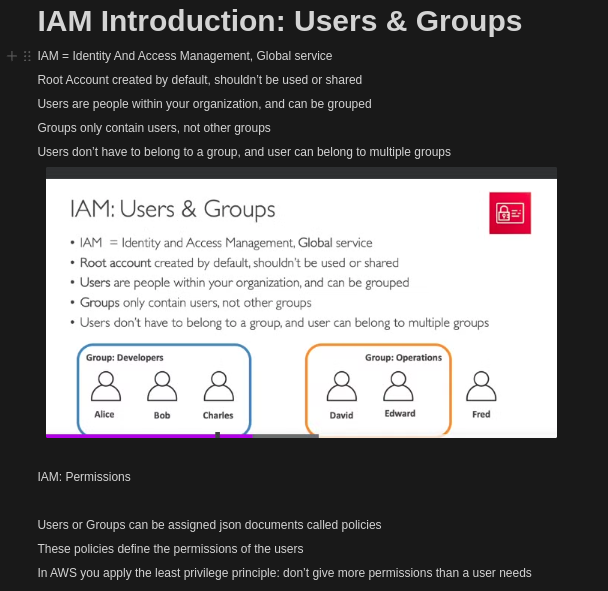 IAM Introduction: Users & Groups
IAM = Identity And Access Management, Global service
Root Account created by default, shouldn't be used or shared
Users are people within your organization, and can be grouped
Groups only contain users, not other groups
Users don't have to belong to a group, and user can belong to multiple groups
IAM: Users & Groups
• IAM = Identity and Access Management, Global service
• Root account created by default, shouldn't be used or shared
• Users are people within your organization, and can be grouped
• Groups only contain users, not other groups
• Users don't have to belong to a group, and user can belong to multiple groups
Group: Developers
Group: Operations
Alice Bob Charles David Edward Fred
IAM: Permissions
Users or Groups can be assigned json documents called policies
These policies define the permissions of the users
In AWS you apply the least privilege principle: don't give more permissions than a user needs